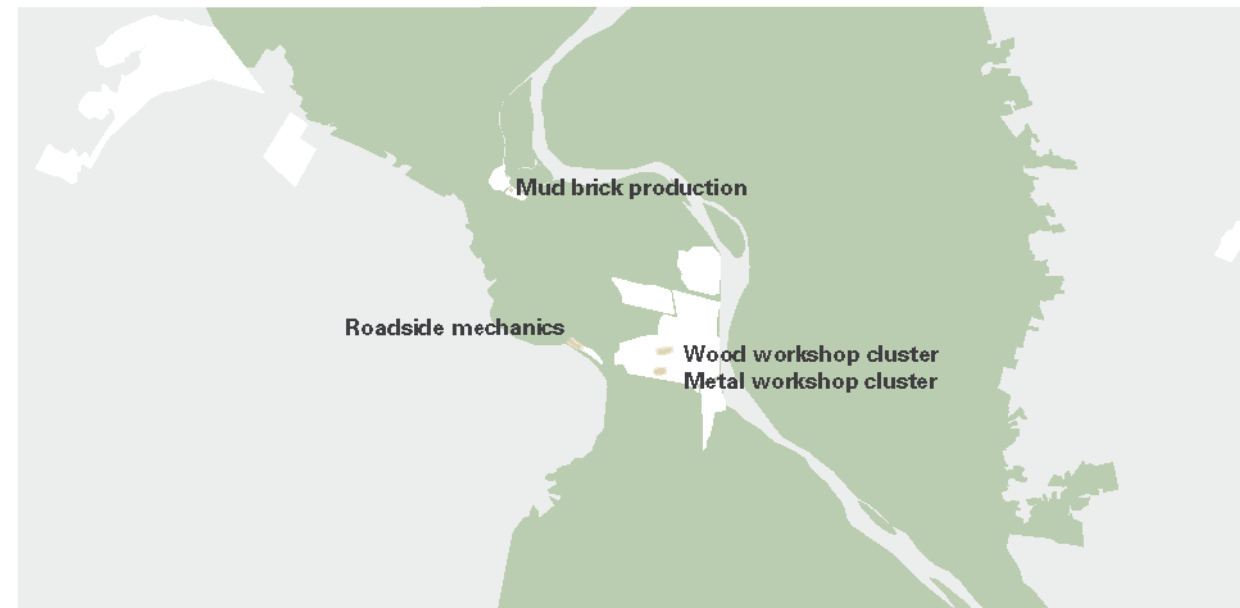 Mud brick production
Roadside mechanics
Wood workshop cluster
Metal workshop cluster